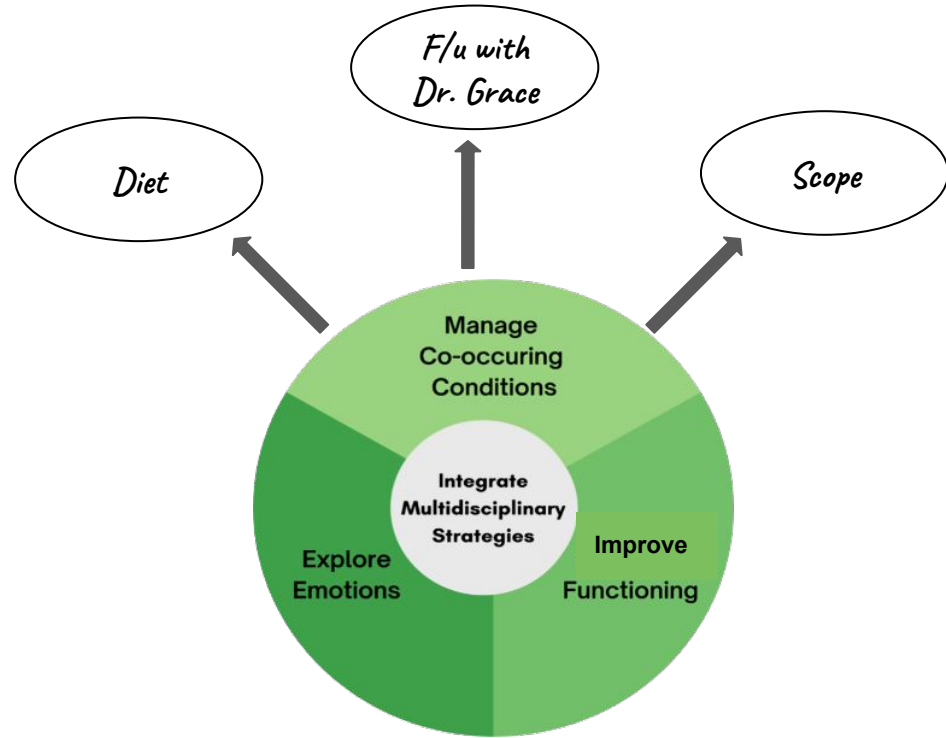 F/u with
Dr. Grace
Diet
Scope
Manage
Co-occuring
Conditions
Integrate
Multidisciplinary
Strategies
Explore
Emotions
Improve
Functioning